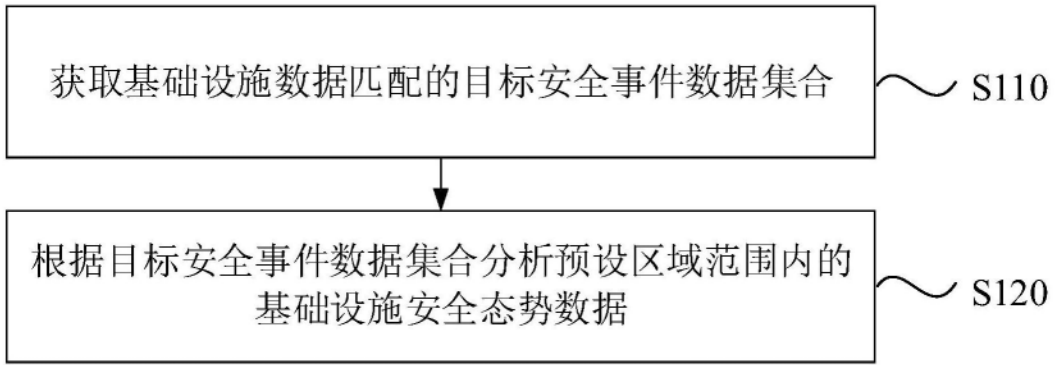 获取基础设施数据匹配的目标安全事件数据集合
S110
根据目标安全事件数据集合分析预设区域范围内的
基础设施安全态势数据
S120